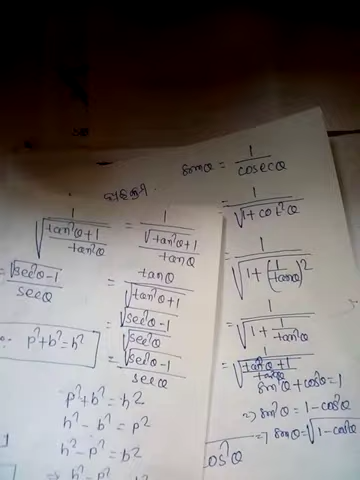 sinθ = 1/cosecθ
= 1/√(1+cot²θ)
= 1/√(1+(1/tanθ)²)
= 1/√(1+1/tan²θ)
= 1/√((tan²θ+1)/tan²θ)
sin²θ+cos²θ=1
⇒ sin²θ = 1-cos²θ
⇒ sinθ=√(1-cos²θ)
1/√((tan²θ+1)/tan²θ) = 1/(√(tan²θ+1)/tanθ)
= tanθ/√(tan²θ+1)
= √(sec²θ-1)/√(sec²θ)
= √(sec²θ-1)/secθ
p²+b²=h²
h²-b²=p²
h²-p²=b²
= √(sec²θ-1)/secθ
p²+b²=h²
os²θ